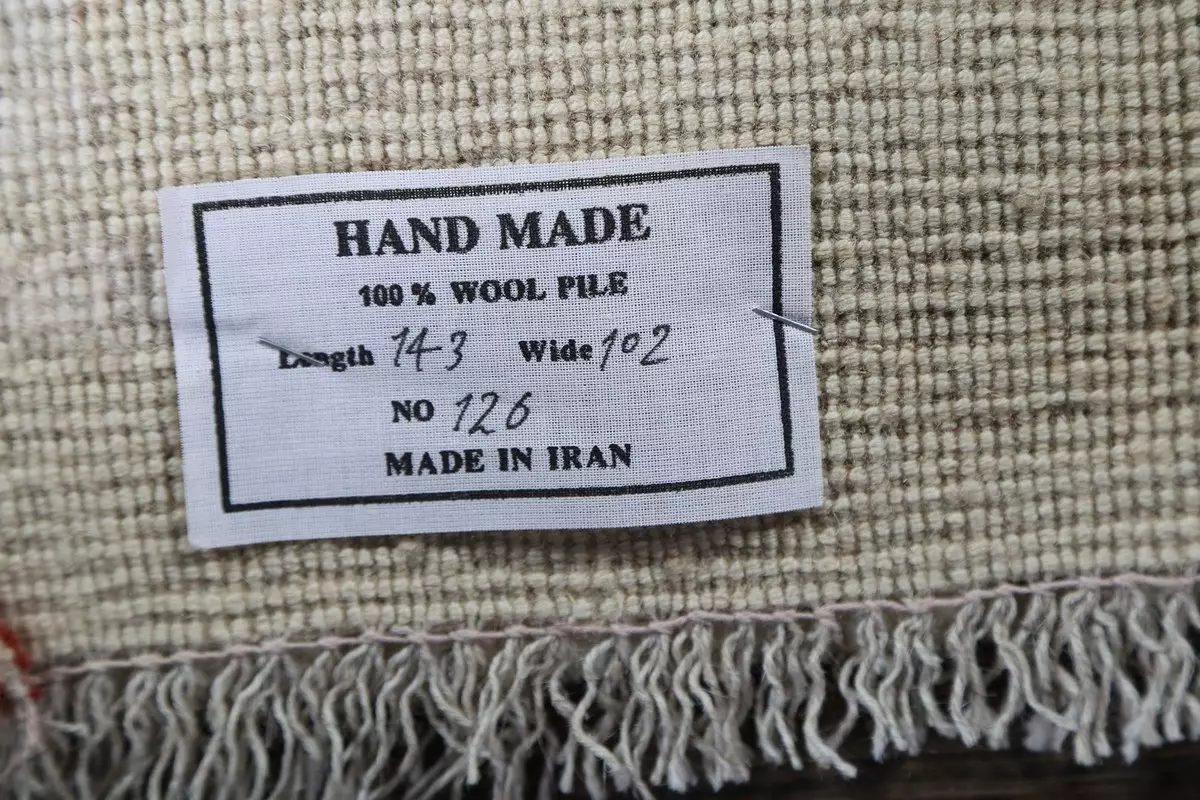 HAND MADE
100 % WOOL PILE
Length 143 Wide 102
NO 126
MADE IN IRAN